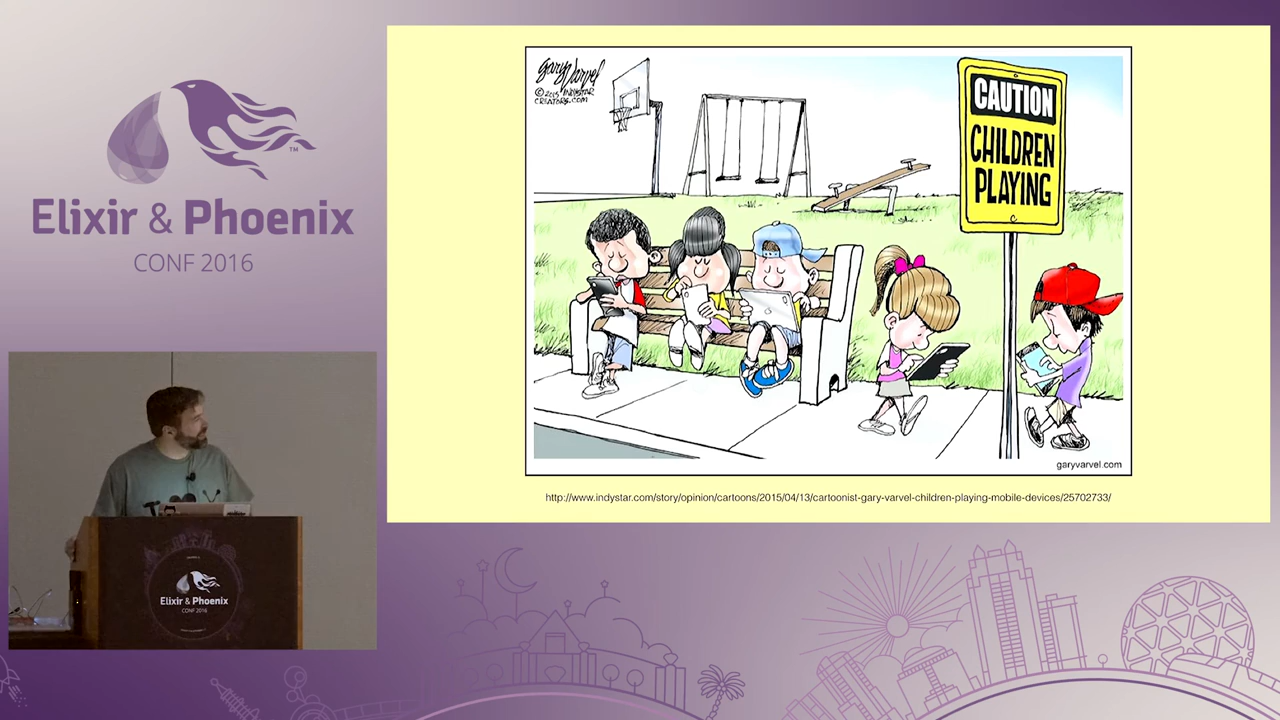 Elixir & Phoenix
TM
CONF 2016
Gary Varvel
© 2015 INDYSTAR
CREATORS.COM
CAUTION
CHILDREN
PLAYING
garyvarvel.com
http://www.indystar.com/story/opinion/cartoons/2015/04/13/cartoonist-gary-varvel-children-playing-mobile-devices/25702733/
Elixir & Phoenix
CONF 2016